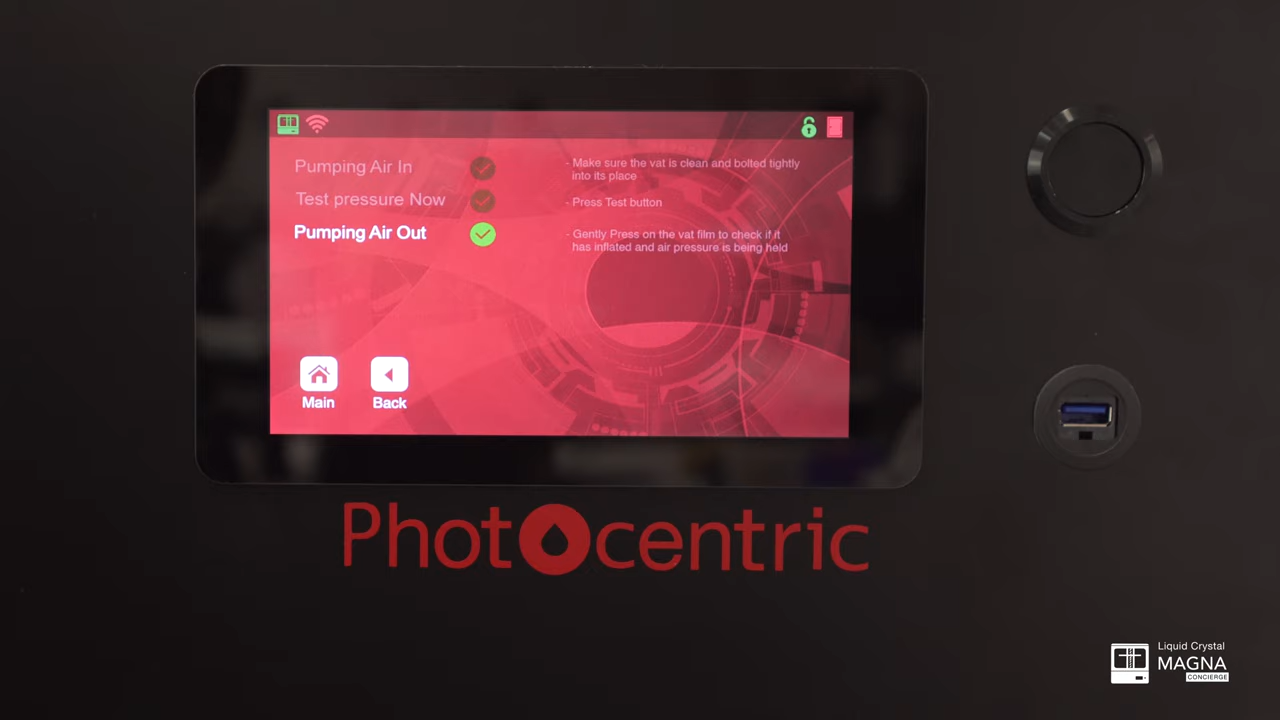 Pumping Air In
Test pressure Now
Pumping Air Out
- Make sure the vat is clean and bolted tightly
into its place
- Press Test button
- Gently Press on the vat film to check if it
has inflated and air pressure is being held
Main
Back
Photocentric
Liquid Crystal
MAGNA
CONCIERGE